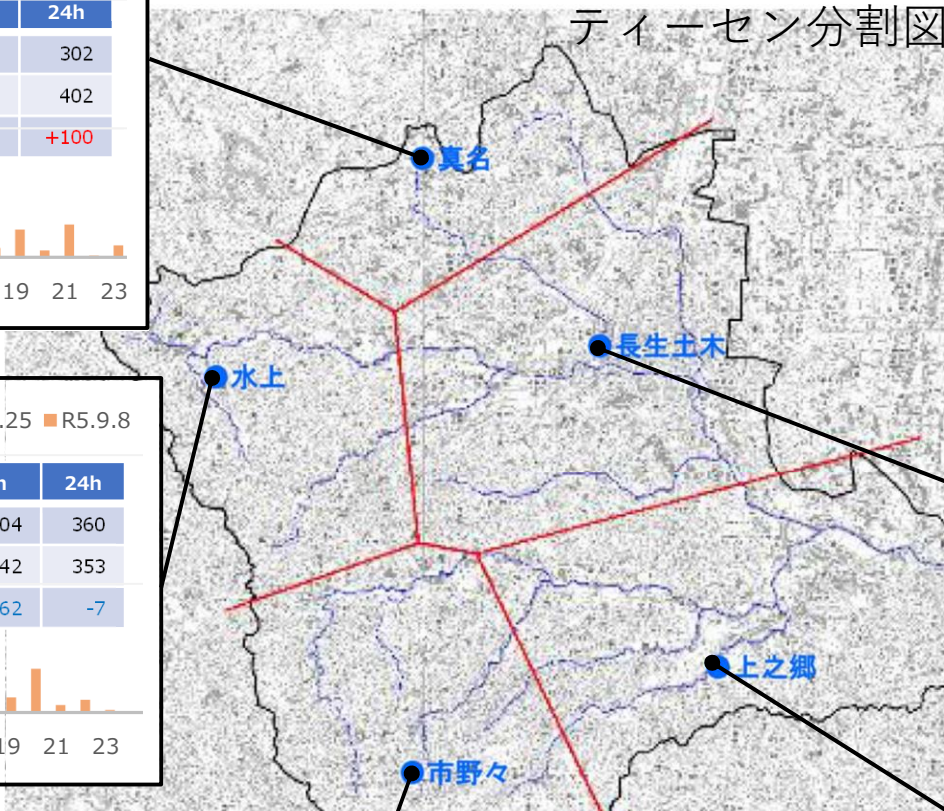 ティーセン分割図
24h
302
402
+100
19 21 23
真名
長生土木
水上
.25 R5.9.8
24h
04 360
42 353
62 -7
19 21 23
上之郷
市野々